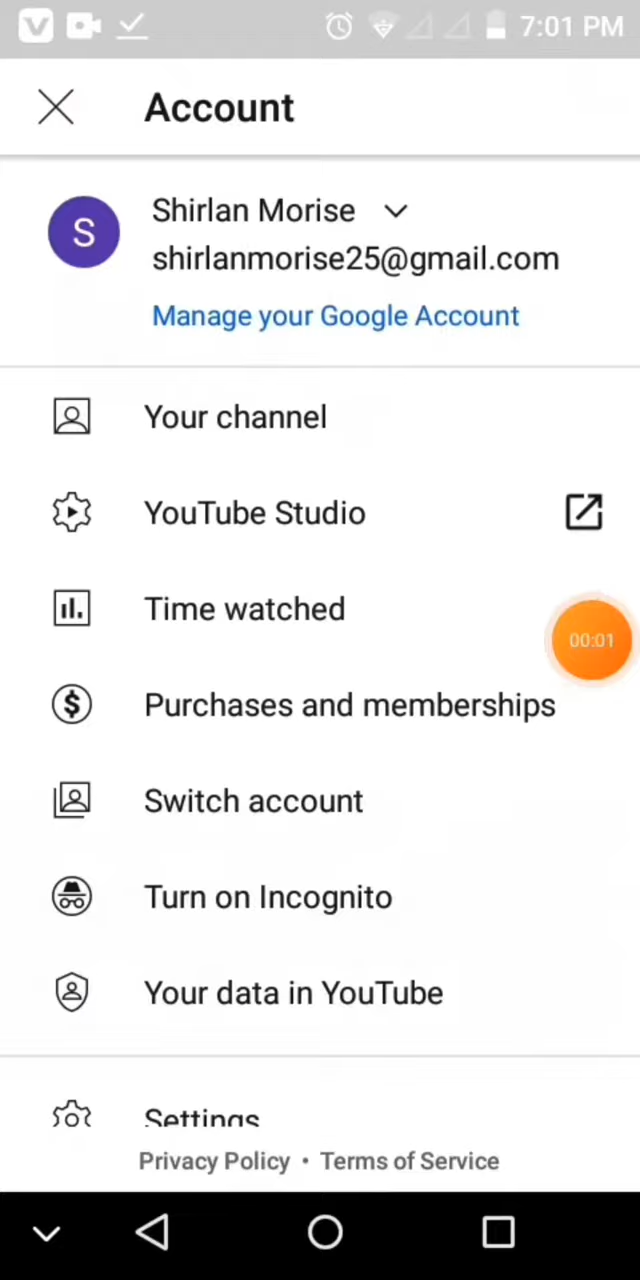 7:01 PM
Account
S
Shirlan Morise
shirlanmorise25@gmail.com
Manage your Google Account
Your channel
YouTube Studio
Time watched
00:01
Purchases and memberships
Switch account
Turn on Incognito
Your data in YouTube
Settings
Privacy Policy • Terms of Service